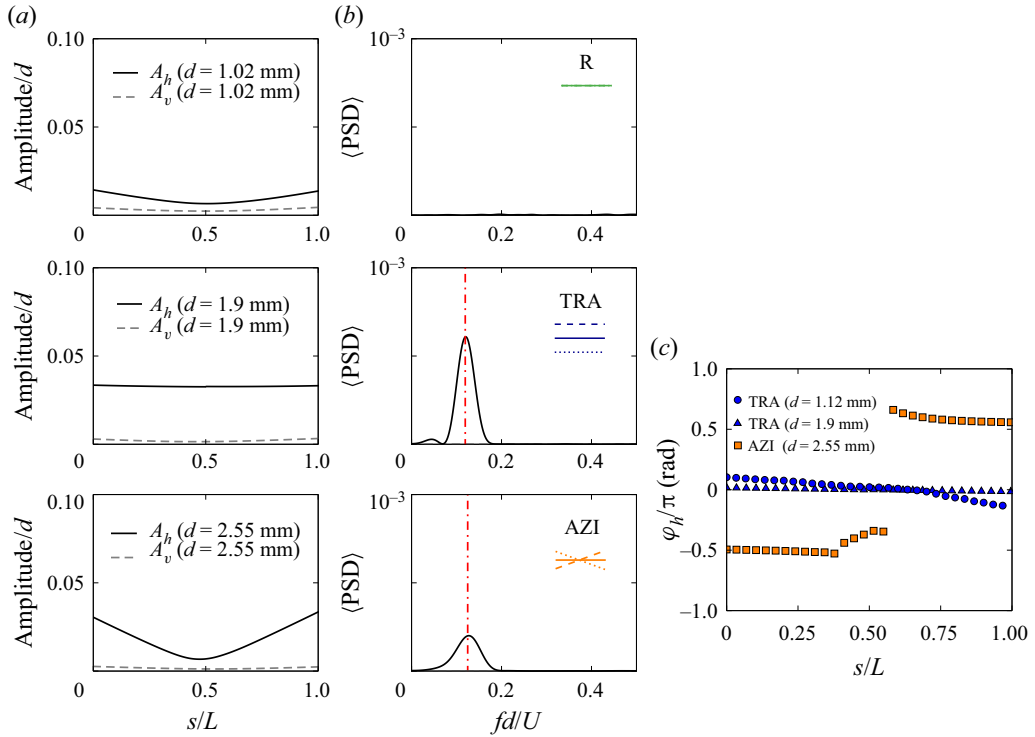 (a)
(b)
Amplitude/d
0.10
0.05
0
0.5
1.0
A_h (d = 1.02 mm)
A_v (d = 1.02 mm)
⟨PSD⟩
10⁻³
0
0.2
0.4
R
Amplitude/d
0.10
0.05
0
0.5
1.0
A_h (d = 1.9 mm)
A_v (d = 1.9 mm)
⟨PSD⟩
10⁻³
0
0.2
0.4
TRA
Amplitude/d
0.10
0.05
0
0.5
1.0
A_h (d = 2.55 mm)
A_v (d = 2.55 mm)
s/L
⟨PSD⟩
10⁻³
0
0.2
0.4
AZI
fd/U
(c)
φ_h/π (rad)
1.0
0.5
0
–0.5
–1.0
TRA (d = 1.12 mm)
TRA (d = 1.9 mm)
AZI (d = 2.55 mm)
0
0.25
0.50
0.75
1.00
s/L